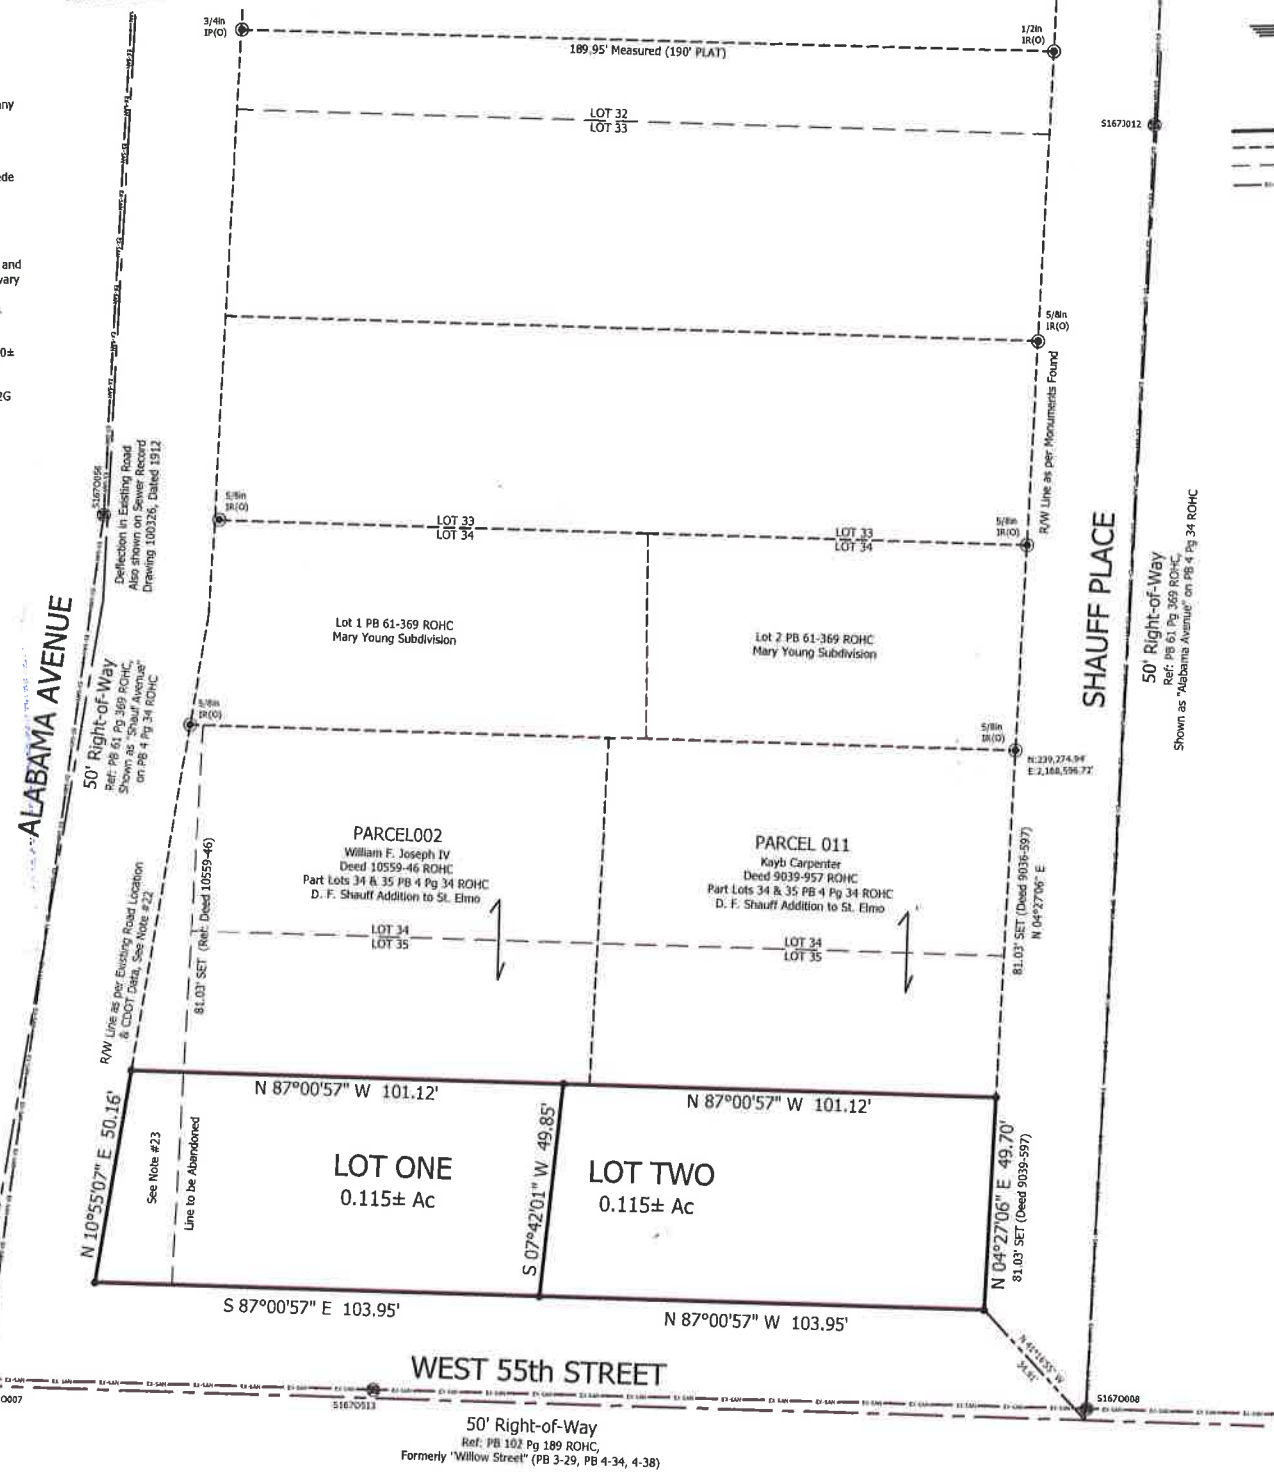 3/4in
IP(O)
189.95' Measured (190' PLAT)
1/2in
IR(O)
any
LOT 32
LOT 33
S167J012
ede
and
vary
0±
2G
5/8in
IR(O)
R/W Line as per Monuments Found
S167O056
Deflection in Existing Road
Also shown on Sewer Record
Drawing 100326, Dated 1912
5/8in
IR(O)
LOT 33
LOT 34
LOT 33
LOT 34
5/8in
IR(O)
ALABAMA AVENUE
50' Right-of-Way
Ref: PB 61 Pg 369 ROHC,
Shown as "Shauf Avenue"
on PB 4 Pg 34 ROHC
Lot 1 PB 61-369 ROHC
Mary Young Subdivision
Lot 2 PB 61-369 ROHC
Mary Young Subdivision
SHAUFF PLACE
50' Right-of-Way
Ref: PB 61 Pg 369 ROHC,
Shown as "Alabama Avenue" on PB 4 Pg 34 ROHC
5/8in
IR(O)
5/8in
IR(O)
N:239,274.94'
E:2,168,596.72'
PARCEL002
William F. Joseph IV
Deed 10559-46 ROHC
Part Lots 34 & 35 PB 4 Pg 34 ROHC
D. F. Shauff Addition to St. Elmo
PARCEL 011
Kayb Carpenter
Deed 9039-957 ROHC
Part Lots 34 & 35 PB 4 Pg 34 ROHC
D. F. Shauff Addition to St. Elmo
R/W Line as per Existing Road Location
& CDOT Data, See Note #22
81.03' SET (Ref: Deed 10559-46)
LOT 34
LOT 35
LOT 34
LOT 35
81.03' SET (Deed 9036-597)
N 04°27'06" E
N 87°00'57" W 101.12'
N 87°00'57" W 101.12'
N 10°55'07" E 50.16'
See Note #23
Line to be Abandoned
LOT ONE
0.115± Ac
S 07°42'01" W 49.85'
LOT TWO
0.115± Ac
N 04°27'06" E 49.70'
81.03' SET (Deed 9039-597)
S 87°00'57" E 103.95'
N 87°00'57" W 103.95'
N 41°16'55" W
34.91'
WEST 55th STREET
O007
S167O013
S167O008
50' Right-of-Way
Ref: PB 102 Pg 189 ROHC,
Formerly "Willow Street" (PB 3-29, PB 4-34, 4-38)